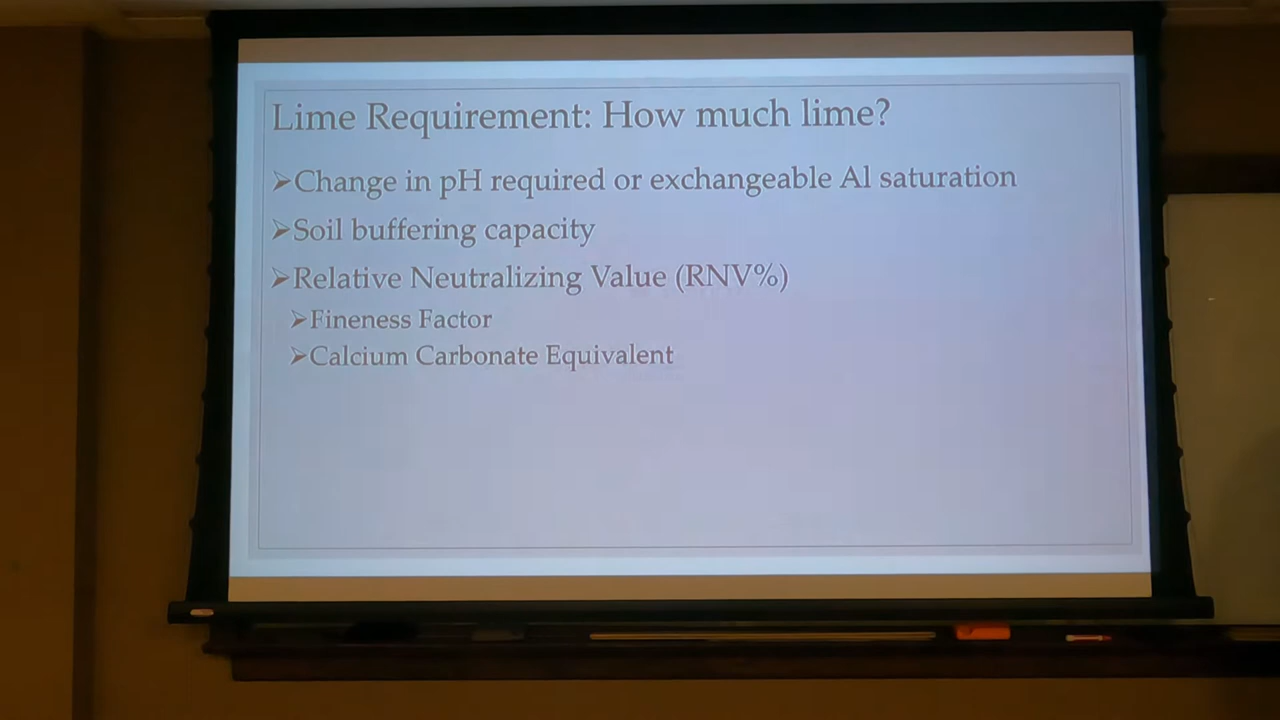 Lime Requirement: How much lime?
➢Change in pH required or exchangeable Al saturation
➢Soil buffering capacity
➢Relative Neutralizing Value (RNV%)
➢Fineness Factor
➢Calcium Carbonate Equivalent